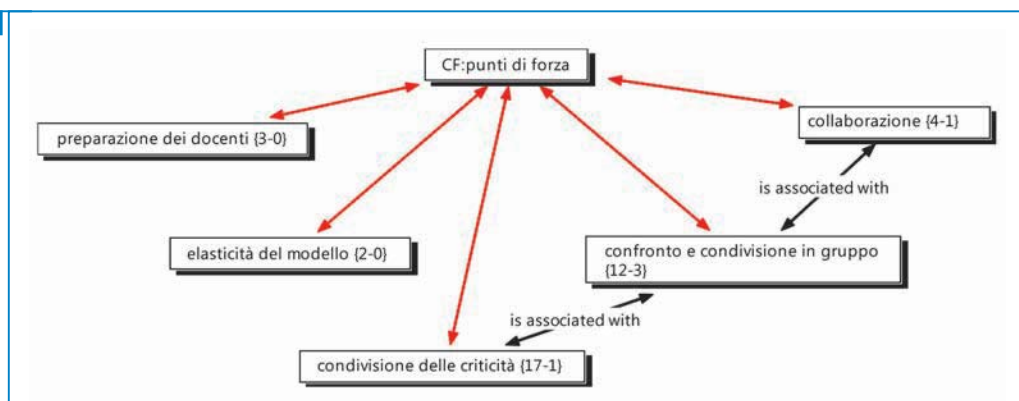 CF:punti di forza
preparazione dei docenti {3-0}
collaborazione {4-1}
is associated with
elasticità del modello {2-0}
confronto e condivisione in gruppo
{12-3}
is associated with
condivisione delle criticità {17-1}